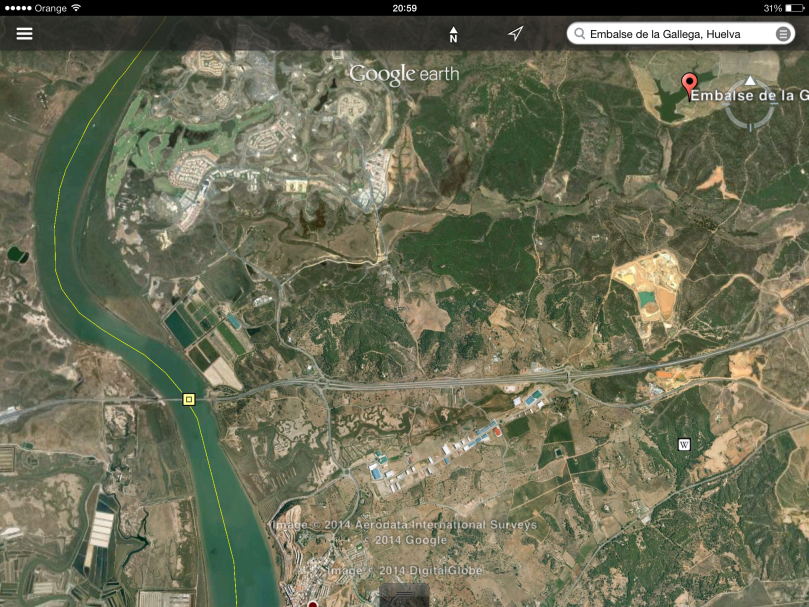 Orange
20:59
31%
N
Embalse de la Gallega, Huelva
Google earth
Embalse de la G
W
Image © 2014 Aerodata International Surveys
© 2014 Google
Image © 2014 DigitalGlobe